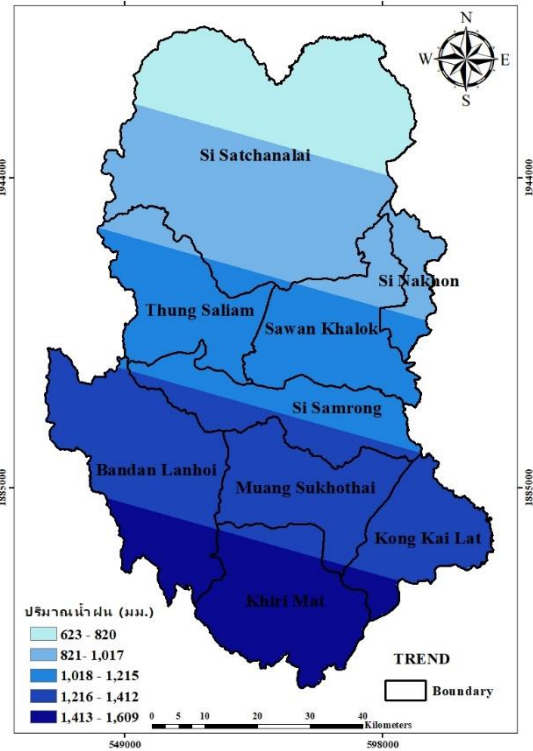 N
W E
S
1944000
1944000
Si Satchanalai
Si Nakhon
Thung Saliam
Sawan Khalok
Si Samrong
Bandan Lanhoi
Muang Sukhothai
1855000
1855000
Kong Kai Lat
Khiri Mat
ปริมาณน้ำฝน (มม.)
623 - 820
821- 1,017
1,018 - 1,215
1,216 - 1,412
1,413 - 1,609
TREND
Boundary
0 5 10 20 30 40
Kilometers
549000
598000